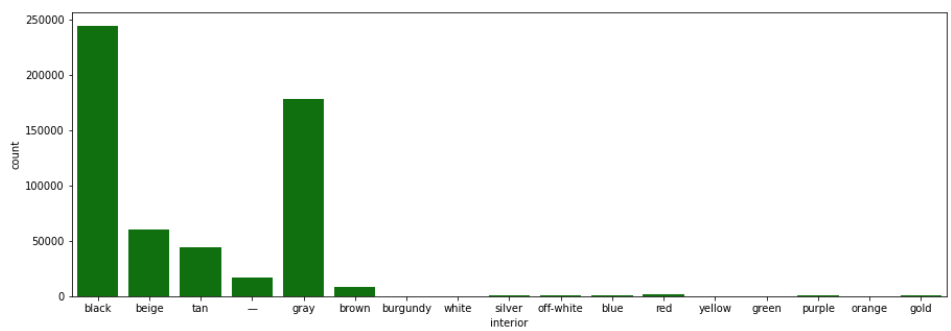 250000
200000
150000
100000
50000
0
count
black beige tan — gray brown burgundy white silver off-white blue red yellow green purple orange gold
interior